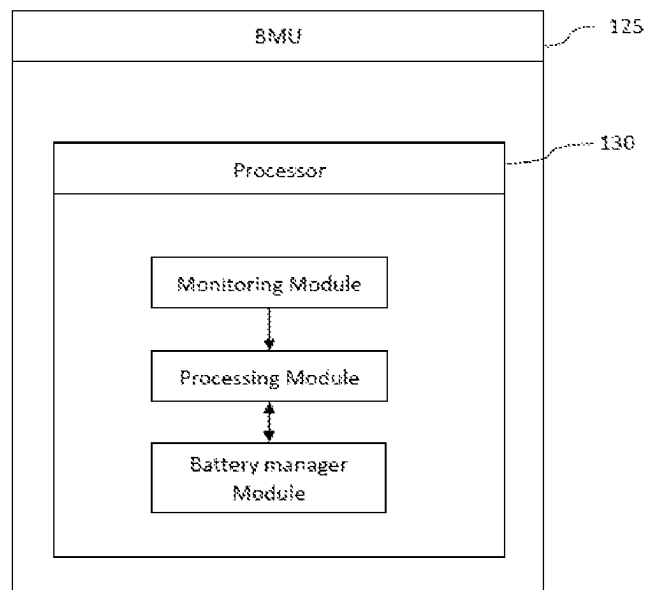 BMU
125
130
Processor
Monitoring Module
Processing Module
Battery manager
Module